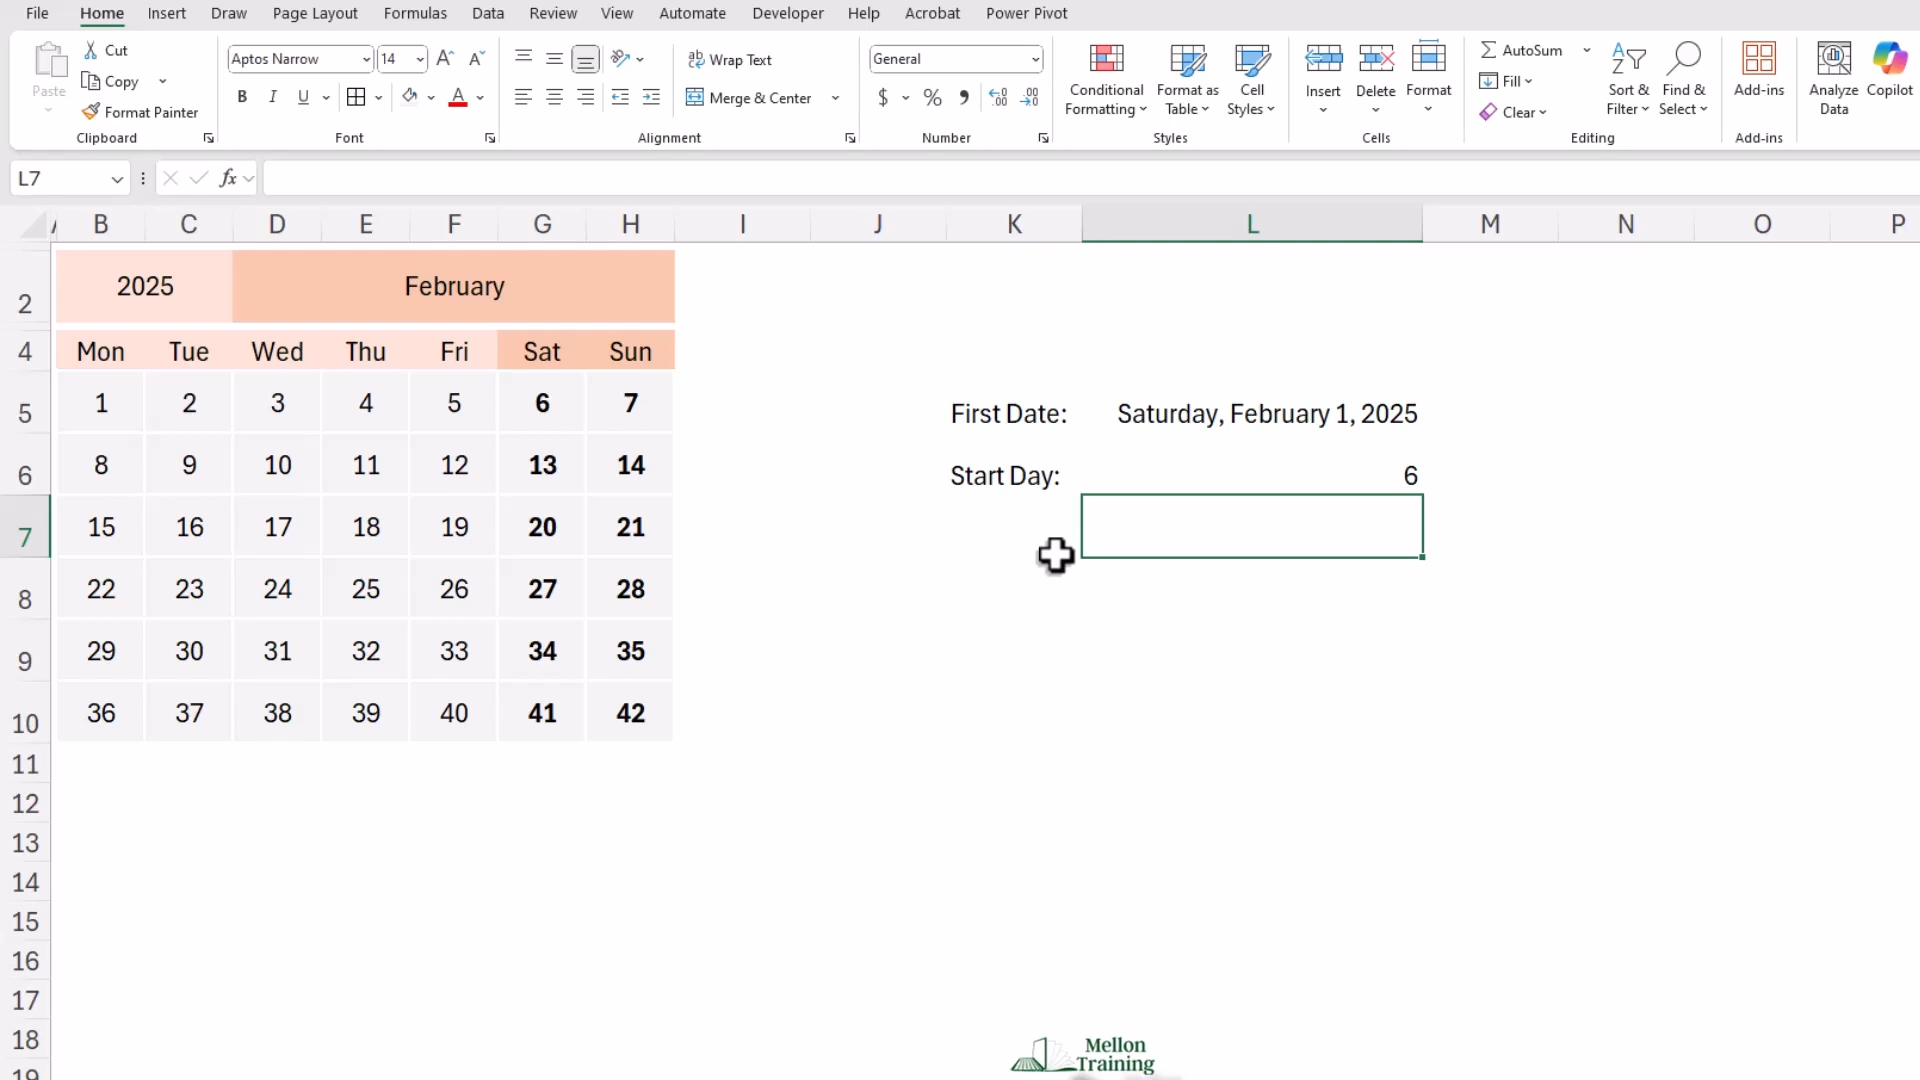 File Home Insert Draw Page Layout Formulas Data Review View Automate Developer Help Acrobat Power Pivot
Paste
Cut
Copy
Format Painter
Clipboard
Aptos Narrow 14
B I U
Font
Wrap Text
Merge & Center
Alignment
General
$ % 9
Number
Conditional Formatting
Format as Table
Cell Styles
Styles
Insert
Delete
Format
Cells
AutoSum
Fill
Clear
Sort & Filter
Find & Select
Editing
Add-ins
Add-ins
Analyze Data
Copilot
L7
fx
A B C D E F G H I J K L M N O P
2 2025 February
4 Mon Tue Wed Thu Fri Sat Sun
5 1 2 3 4 5 6 7 First Date: Saturday, February 1, 2025
6 8 9 10 11 12 13 14 Start Day: 6
7 15 16 17 18 19 20 21
8 22 23 24 25 26 27 28
9 29 30 31 32 33 34 35
10 36 37 38 39 40 41 42
11
12
13
14
15
16
17
18
19
Mellon
Training